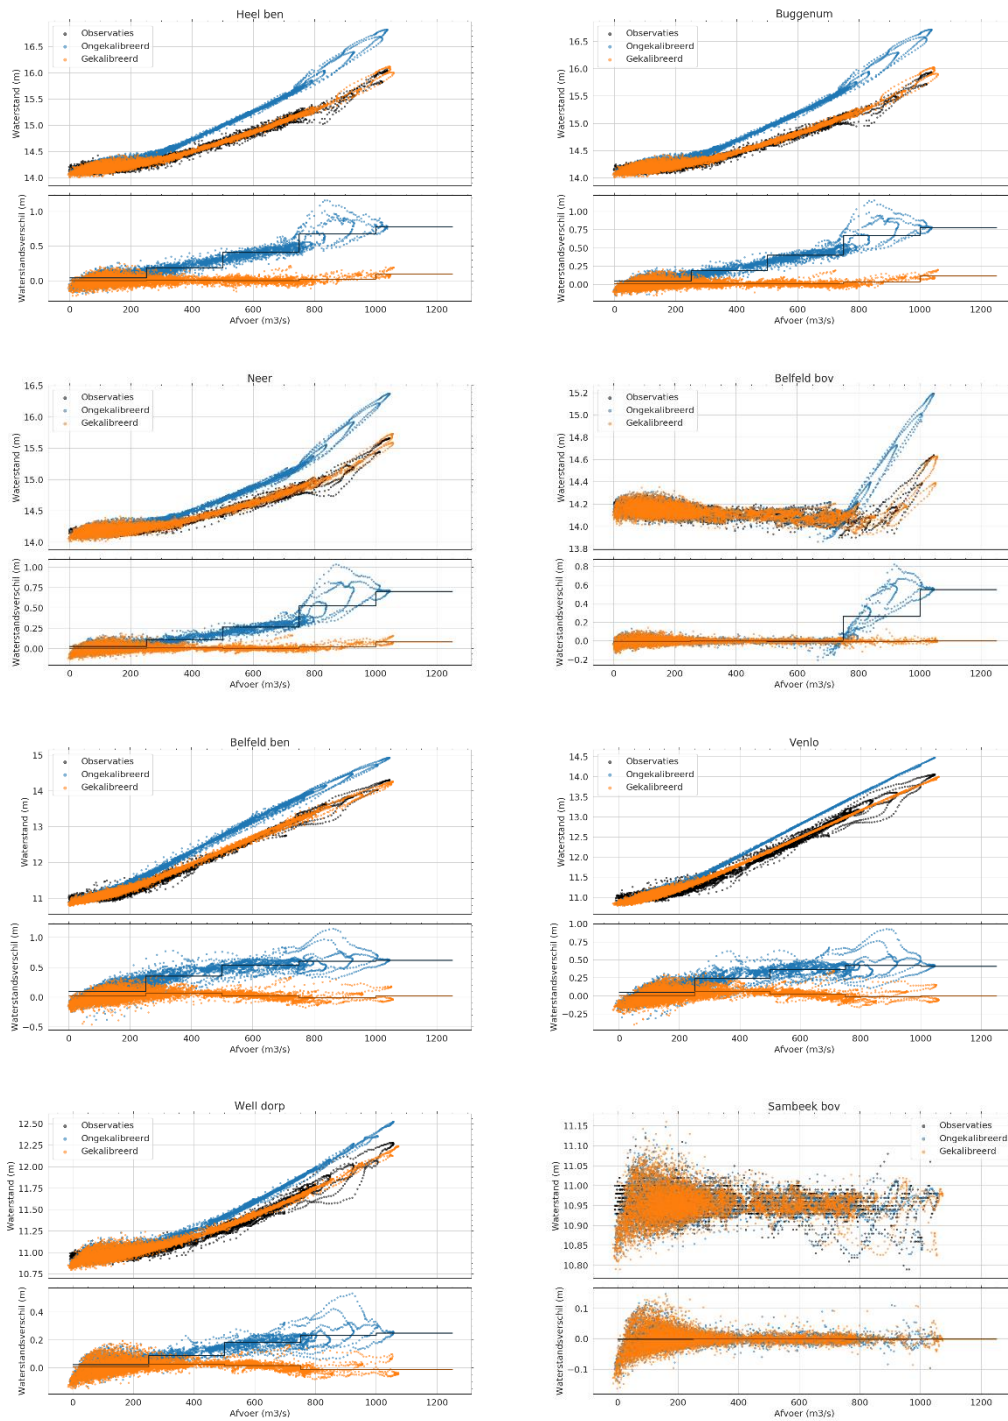 Heel ben
Waterstand (m)
16.5
16.0
15.5
15.0
14.5
14.0
Observaties
Ongekalibreerd
Gekalibreerd
Waterstandsverschil (m)
1.0
0.5
0.0
0 200 400 600 800 1000 1200
Afvoer (m3/s)
Buggenum
Waterstand (m)
16.5
16.0
15.5
15.0
14.5
14.0
Observaties
Ongekalibreerd
Gekalibreerd
Waterstandsverschil (m)
1.00
0.75
0.50
0.25
0.00
0 200 400 600 800 1000 1200
Afvoer (m3/s)
Neer
Waterstand (m)
16.5
16.0
15.5
15.0
14.5
14.0
Observaties
Ongekalibreerd
Gekalibreerd
Waterstandsverschil (m)
1.00
0.75
0.50
0.25
0.00
0 200 400 600 800 1000 1200
Afvoer (m3/s)
Belfeld bov
Waterstand (m)
15.2
15.0
14.8
14.6
14.4
14.2
14.0
13.8
Observaties
Ongekalibreerd
Gekalibreerd
Waterstandsverschil (m)
0.8
0.6
0.4
0.2
0.0
−0.2
0 200 400 600 800 1000 1200
Afvoer (m3/s)
Belfeld ben
Waterstand (m)
15
14
13
12
11
Observaties
Ongekalibreerd
Gekalibreerd
Waterstandsverschil (m)
1.0
0.5
0.0
−0.5
0 200 400 600 800 1000 1200
Afvoer (m3/s)
Venlo
Waterstand (m)
14.5
14.0
13.5
13.0
12.5
12.0
11.5
11.0
Observaties
Ongekalibreerd
Gekalibreerd
Waterstandsverschil (m)
1.00
0.75
0.50
0.25
0.00
−0.25
0 200 400 600 800 1000 1200
Afvoer (m3/s)
Well dorp
Waterstand (m)
12.50
12.25
12.00
11.75
11.50
11.25
11.00
10.75
Observaties
Ongekalibreerd
Gekalibreerd
Waterstandsverschil (m)
0.4
0.2
0.0
0 200 400 600 800 1000 1200
Afvoer (m3/s)
Sambeek bov
Waterstand (m)
11.15
11.10
11.05
11.00
10.95
10.90
10.85
10.80
Observaties
Ongekalibreerd
Gekalibreerd
Waterstandsverschil (m)
0.1
0.0
−0.1
0 200 400 600 800 1000 1200
Afvoer (m3/s)